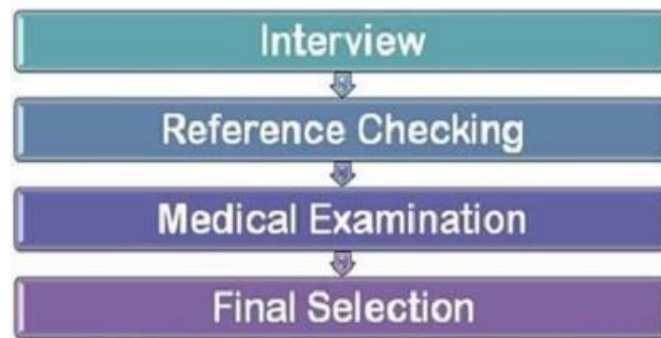 Interview
Reference Checking
Medical Examination
Final Selection